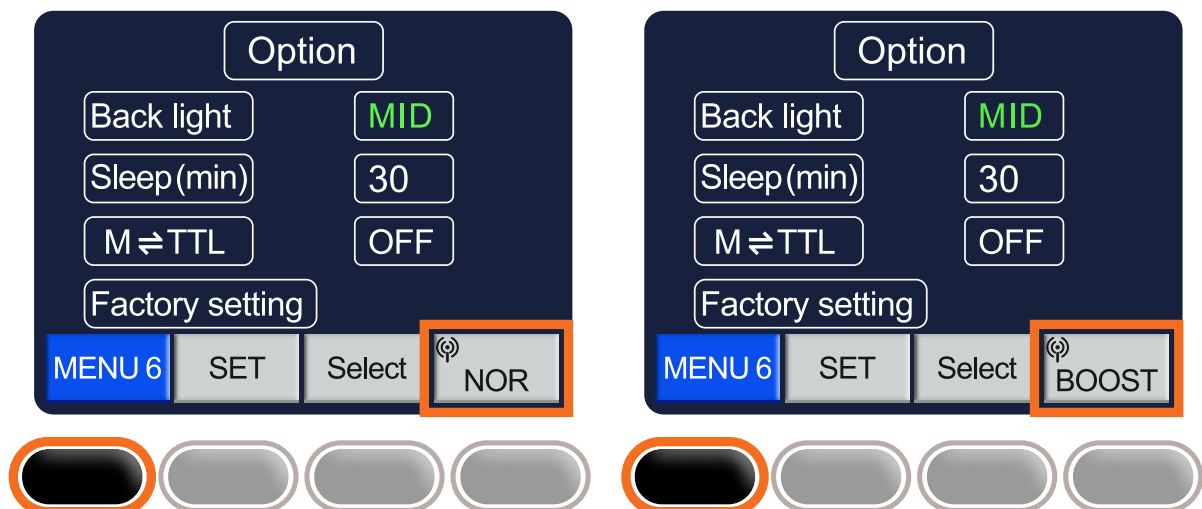 Option
Back light MID
Sleep(min) 30
M⇌TTL OFF
Factory setting
MENU 6 SET Select NOR
Option
Back light MID
Sleep(min) 30
M⇌TTL OFF
Factory setting
MENU 6 SET Select BOOST